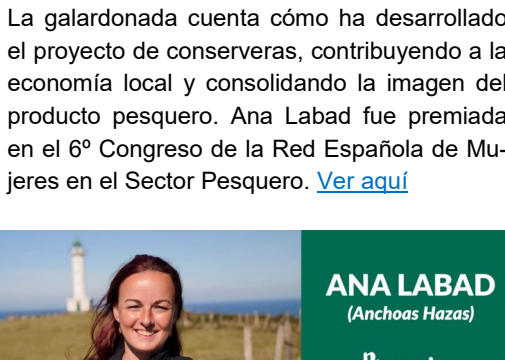 La galardonada cuenta cómo ha desarrollado
el proyecto de conserveras, contribuyendo a la
economía local y consolidando la imagen del
producto pesquero. Ana Labad fue premiada
en el 6º Congreso de la Red Española de Mu-
jeres en el Sector Pesquero. Ver aquí
ANA LABAD
(Anchoas Hazas)